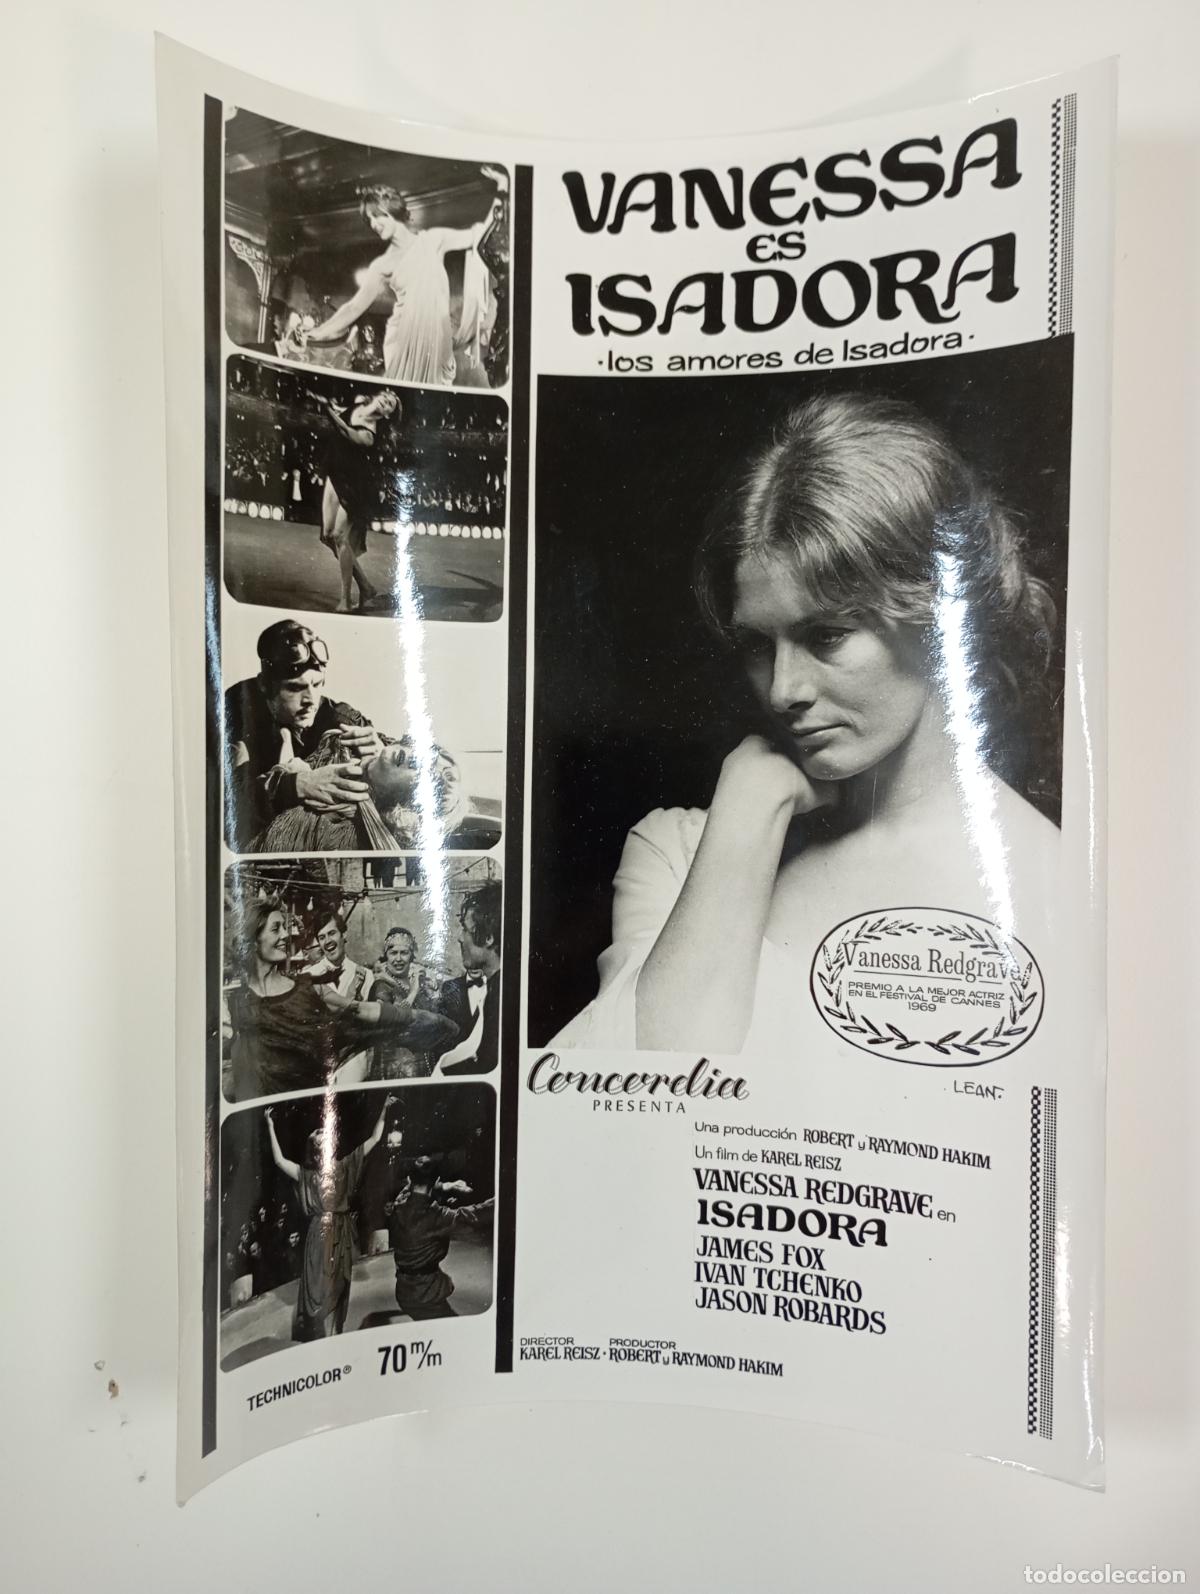 VANESSA
ES
ISADORA
·los amores de Isadora·
Vanessa Redgrave
PREMIO A LA MEJOR ACTRIZ
EN EL FESTIVAL DE CANNES
1969
LEAN.
Concordia
PRESENTA
Una producción ROBERT y RAYMOND HAKIM
Un film de KAREL REISZ
VANESSA REDGRAVE en
ISADORA
JAMES FOX
IVAN TCHENKO
JASON ROBARDS
DIRECTOR PRODUCTOR
KAREL REISZ · ROBERT y RAYMOND HAKIM
TECHNICOLOR® 70 m/m
todocoleccion